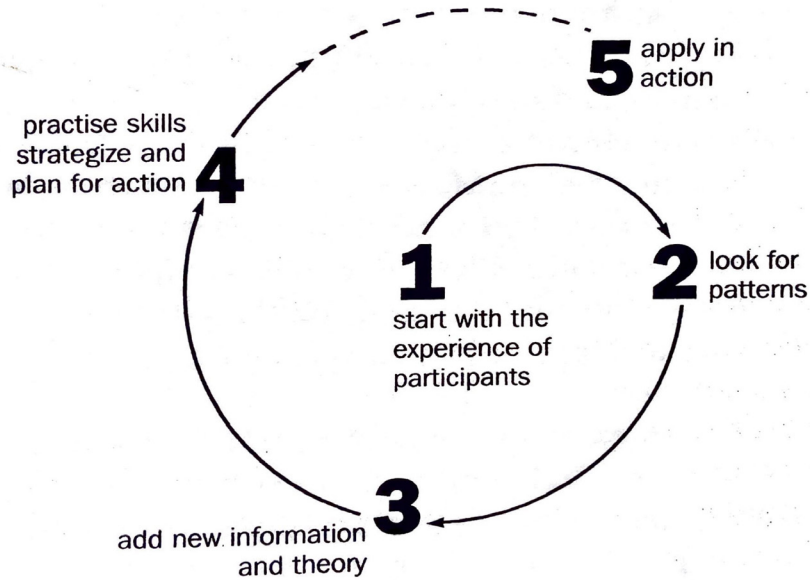 1
start with the
experience of
participants
2
look for
patterns
3
add new information
and theory
4
practise skills
strategize and
plan for action
5
apply in
action